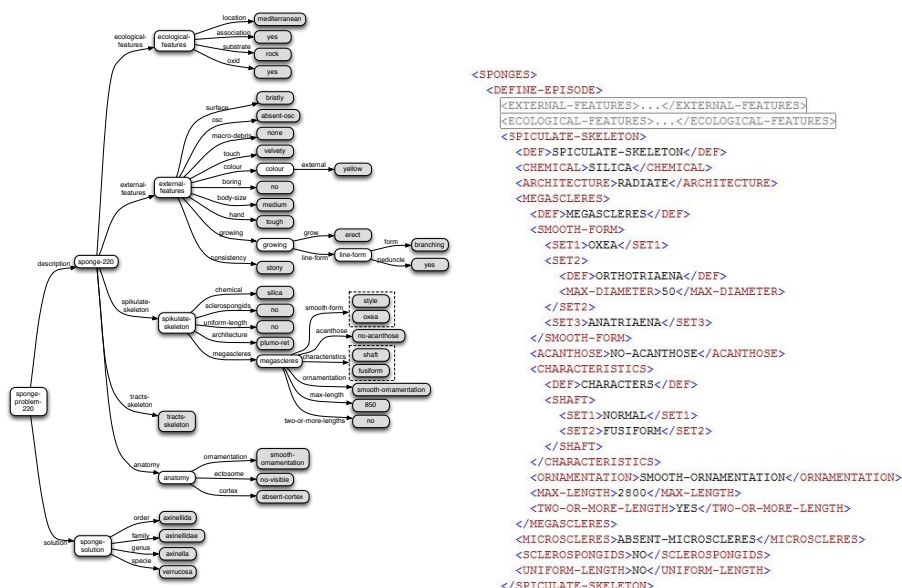 location
mediterranean
ecological-
features
ecological-
features
association
yes
substrate
rock
oxid
yes
surface
bristly
osc
absent-osc
macro-debris
none
touch
velvety
external-
features
external-
features
colour
colour
external
yellow
boring
no
body-size
medium
hand
tough
growing
growing
grow
erect
line-form
line-form
form
branching
peduncle
yes
consistency
stony
description
sponge-220
spikulate-
skeleton
spikulate-
skeleton
chemical
silica
sclerospongids
no
uniform-length
no
architecture
plumo-ret
megascleres
megascleres
smooth-form
style
oxea
acanthose
no-acanthose
characteristics
shaft
fusiform
ornamentation
smooth-ornamentation
max-length
850
two-or-more-lengths
no
sponge-
problem-
220
tracts-
skeleton
tracts-
skeleton
anatomy
anatomy
ornamentation
smooth-
ornamentation
ectosome
no-visible
cortex
absent-cortex
solution
sponge-
solution
order
axinellida
family
axinellidae
genus
axinella
specie
verrucosa
<SPONGES>
<DEFINE-EPISODE>
<EXTERNAL-FEATURES>...</EXTERNAL-FEATURES>
<ECOLOGICAL-FEATURES>...</ECOLOGICAL-FEATURES>
<SPICULATE-SKELETON>
<DEF>SPICULATE-SKELETON</DEF>
<CHEMICAL>SILICA</CHEMICAL>
<ARCHITECTURE>RADIATE</ARCHITECTURE>
<MEGASCLERES>
<DEF>MEGASCLERES</DEF>
<SMOOTH-FORM>
<SET1>OXEA</SET1>
<SET2>
<DEF>ORTHOTRIAENA</DEF>
<MAX-DIAMETER>50</MAX-DIAMETER>
</SET2>
<SET3>ANATRIAENA</SET3>
</SMOOTH-FORM>
<ACANTHOSE>NO-ACANTHOSE</ACANTHOSE>
<CHARACTERISTICS>
<DEF>CHARACTERS</DEF>
<SHAFT>
<SET1>NORMAL</SET1>
<SET2>FUSIFORM</SET2>
</SHAFT>
</CHARACTERISTICS>
<ORNAMENTATION>SMOOTH-ORNAMENTATION</ORNAMENTATION>
<MAX-LENGTH>2800</MAX-LENGTH>
<TWO-OR-MORE-LENGTH>YES</TWO-OR-MORE-LENGTH>
</MEGASCLERES>
<MICROSCLERES>ABSENT-MICROSCLERES</MICROSCLERES>
<SCLEROSPONGIDS>NO</SCLEROSPONGIDS>
<UNIFORM-LENGTH>NO</UNIFORM-LENGTH>
</SPICULATE-SKELETON>